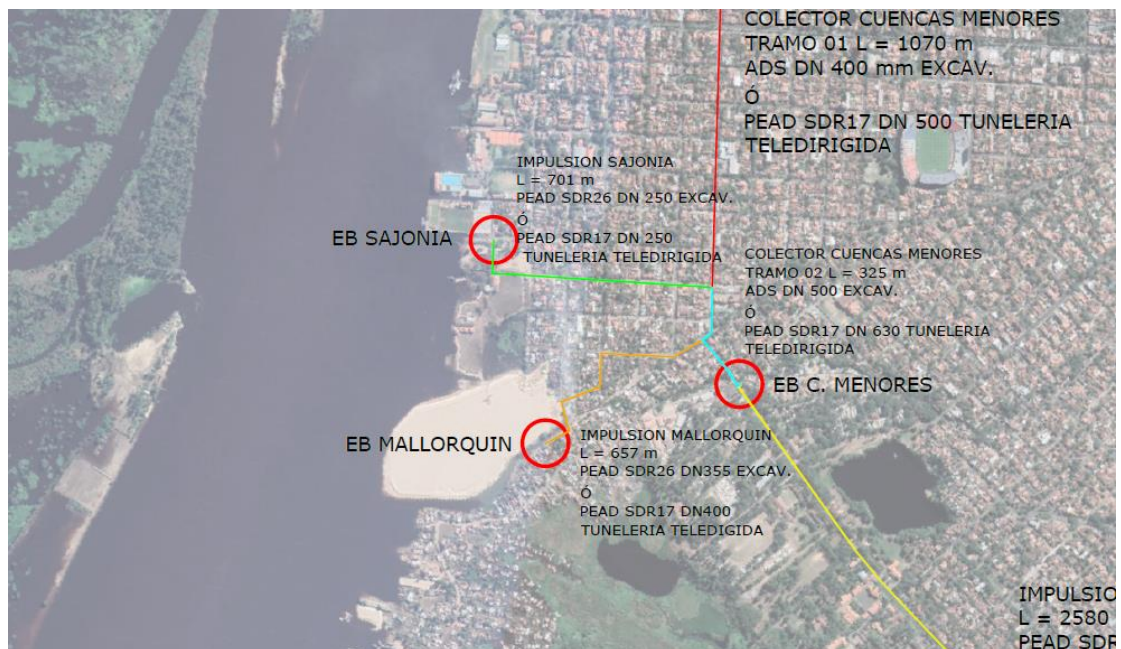 COLECTOR CUENCAS MENORES
TRAMO 01 L = 1070 m
ADS DN 400 mm EXCAV.
Ó
PEAD SDR17 DN 500 TUNELERIA
TELEDIRIGIDA
IMPULSION SAJONIA
L = 701 m
PEAD SDR26 DN 250 EXCAV.
Ó
PEAD SDR17 DN 250
TUNELERIA TELEDIRIGIDA
EB SAJONIA
COLECTOR CUENCAS MENORES
TRAMO 02 L = 325 m
ADS DN 500 EXCAV.
Ó
PEAD SDR17 DN 630 TUNELERIA
TELEDIRIGIDA
EB C. MENORES
EB MALLORQUIN
IMPULSION MALLORQUIN
L = 657 m
PEAD SDR26 DN355 EXCAV.
Ó
PEAD SDR17 DN400
TUNELERIA TELEDIGIDA
IMPULSIO
L = 2580
PEAD SDR